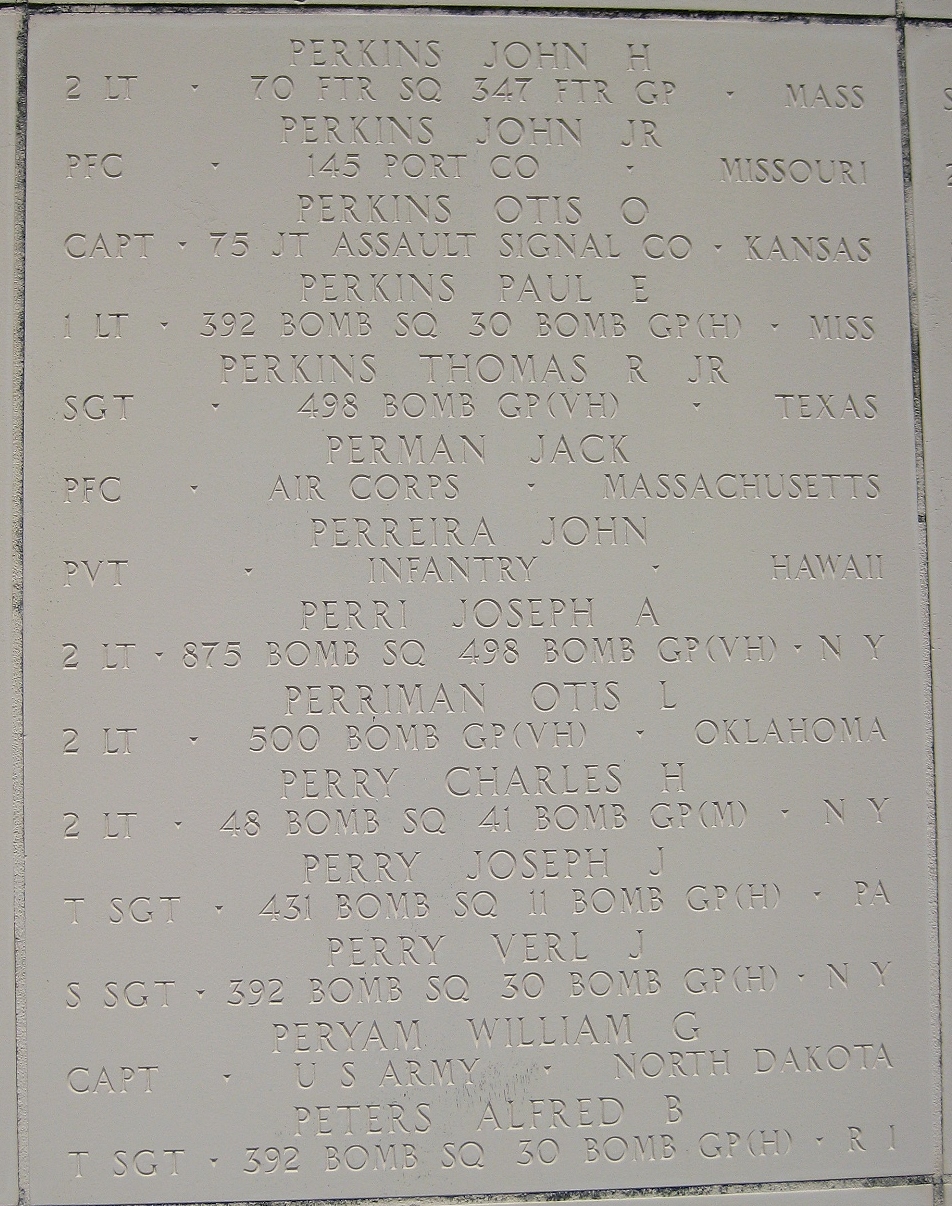 PERKINS JOHN H
2 LT · 70 FTR SQ 347 FTR GP · MASS
PERKINS JOHN JR
PFC · 145 PORT CO · MISSOURI
PERKINS OTIS O
CAPT · 75 JT ASSAULT SIGNAL CO · KANSAS
PERKINS PAUL E
1 LT · 392 BOMB SQ 30 BOMB GP(H) · MISS
PERKINS THOMAS R JR
SGT · 498 BOMB GP(VH) · TEXAS
PERMAN JACK
PFC · AIR CORPS · MASSACHUSETTS
PERREIRA JOHN
PVT · INFANTRY · HAWAII
PERRI JOSEPH A
2 LT · 875 BOMB SQ 498 BOMB GP(VH) · N Y
PERRIMAN OTIS L
2 LT · 500 BOMB GP(VH) · OKLAHOMA
PERRY CHARLES H
2 LT · 48 BOMB SQ 41 BOMB GP(M) · N Y
PERRY JOSEPH J
T SGT · 431 BOMB SQ 11 BOMB GP(H) · PA
PERRY VERL J
S SGT · 392 BOMB SQ 30 BOMB GP(H) · N Y
PERYAM WILLIAM G
CAPT · U S ARMY · NORTH DAKOTA
PETERS ALFRED B
T SGT · 392 BOMB SQ 30 BOMB GP(H) · R I